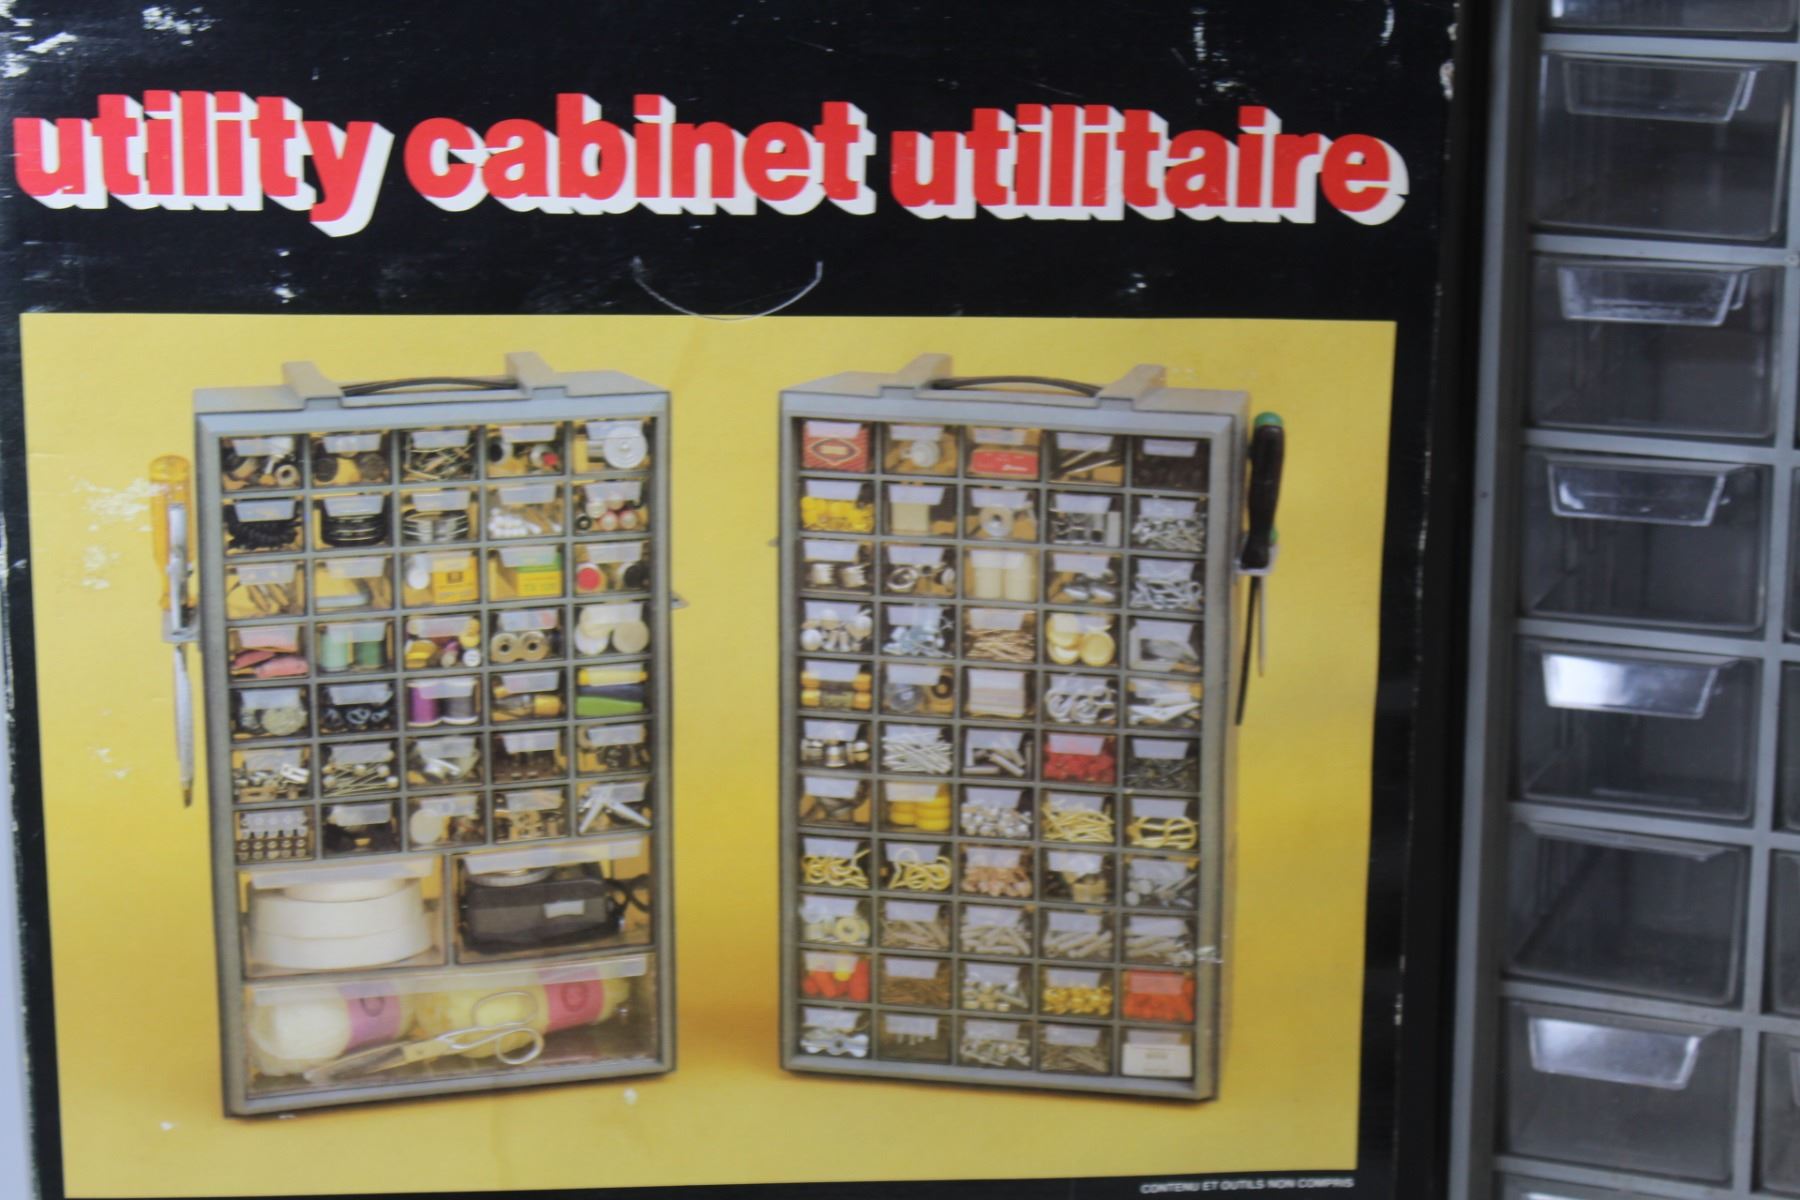 utility cabinet utilitaire
CONTENU ET OUTILS NON COMPRIS